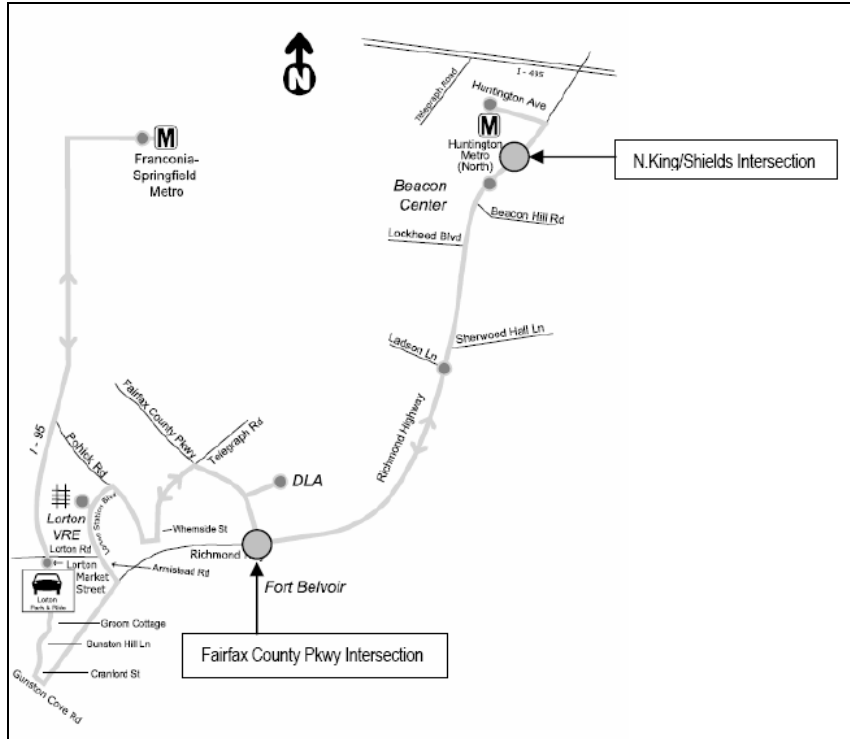 N
I - 495
Telegraph Road
Huntington Ave
M
Huntington
Metro
(North)
N.King/Shields Intersection
M
Franconia-
Springfield
Metro
Beacon
Center
Beacon Hill Rd
Lockheed Blvd
Sherwood Hall Ln
Ladson Ln
Richmond Highway
Fairfax County Pkwy
Telegraph Rd
I - 95
Pohick Rd
DLA
Lorton
VRE
Lorton Station Blvd
Whernside St
Lorton Rd
Richmond
Armistead Rd
Lorton
Market
Street
Lorton
Park & Ride
Fort Belvoir
Groom Cottage
Gunston Hill Ln
Cranford St
Gunston Cove Rd
Fairfax County Pkwy Intersection